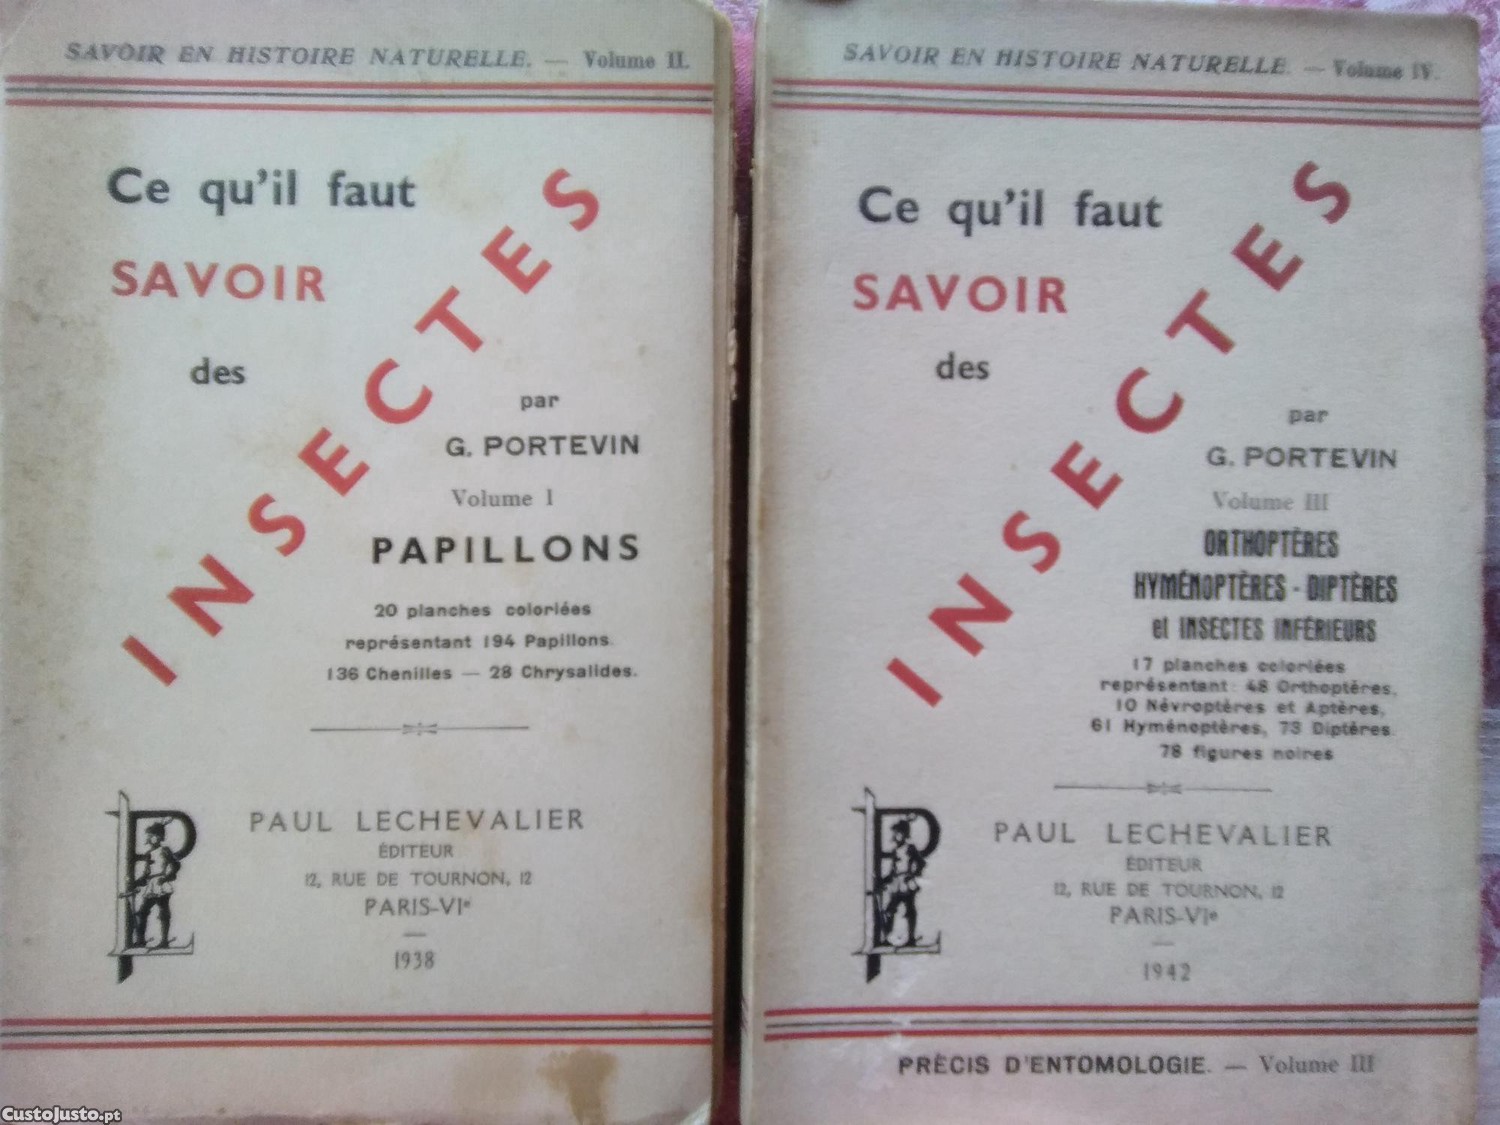 SAVOIR EN HISTOIRE NATURELLE. — Volume II.
Ce qu'il faut
SAVOIR
des
INSECTES
par
G. PORTEVIN
Volume I
PAPILLONS
20 planches coloriées
représentant 194 Papillons.
136 Chenilles — 28 Chrysalides.
PL
PAUL LECHEVALIER
ÉDITEUR
12, RUE DE TOURNON, 12
PARIS-VIᵉ
1938
SAVOIR EN HISTOIRE NATURELLE. — Volume IV.
Ce qu'il faut
SAVOIR
des
INSECTES
par
G. PORTEVIN
Volume III
ORTHOPTÈRES
HYMÉNOPTÈRES - DIPTÈRES
et INSECTES INFÉRIEURS
17 planches coloriées
représentant: 48 Orthoptères,
10 Névroptères et Aptères,
61 Hyménoptères, 73 Diptères.
78 figures noires
PL
PAUL LECHEVALIER
ÉDITEUR
12, RUE DE TOURNON, 12
PARIS-VIᵉ
1942
PRÉCIS D'ENTOMOLOGIE. — Volume III
CustoJusto.pt